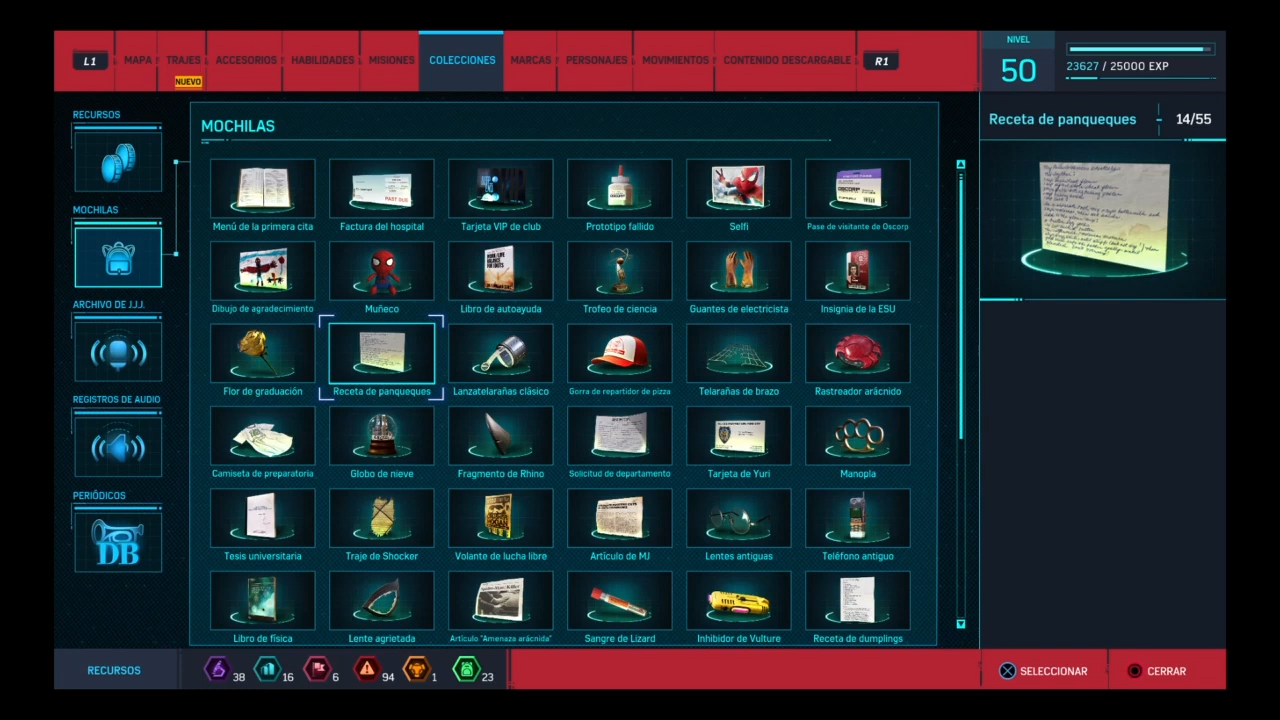 L1
MAPA
TRAJES
ACCESORIOS
HABILIDADES
MISIONES
COLECCIONES
MARCAS
PERSONAJES
MOVIMIENTOS
CONTENIDO DESCARGABLE
R1
NUEVO
NIVEL
50
23627 / 25000 EXP
RECURSOS
MOCHILAS
ARCHIVO DE J.J.J.
REGISTROS DE AUDIO
PERIÓDICOS
DB
MOCHILAS
Menú de la primera cita
Factura del hospital
Tarjeta VIP de club
Prototipo fallido
Selfi
Pase de visitante de Oscorp
PAST DUE
OSCORP
Dibujo de agradecimiento
Muñeco
Libro de autoayuda
Trofeo de ciencia
Guantes de electricista
Insignia de la ESU
Flor de graduación
Receta de panqueques
Lanzatelarañas clásico
Gorra de repartidor de pizza
Telarañas de brazo
Rastreador arácnido
Camiseta de preparatoria
Globo de nieve
Fragmento de Rhino
Solicitud de departamento
Tarjeta de Yuri
Manopla
Tesis universitaria
Traje de Shocker
Volante de lucha libre
Artículo de MJ
Lentes antiguas
Teléfono antiguo
Libro de física
Lente agrietada
Artículo "Amenaza arácnida"
Sangre de Lizard
Inhibidor de Vulture
Receta de dumplings
Receta de panqueques - 14/55
RECURSOS
38
16
6
94
1
23
SELECCIONAR
CERRAR